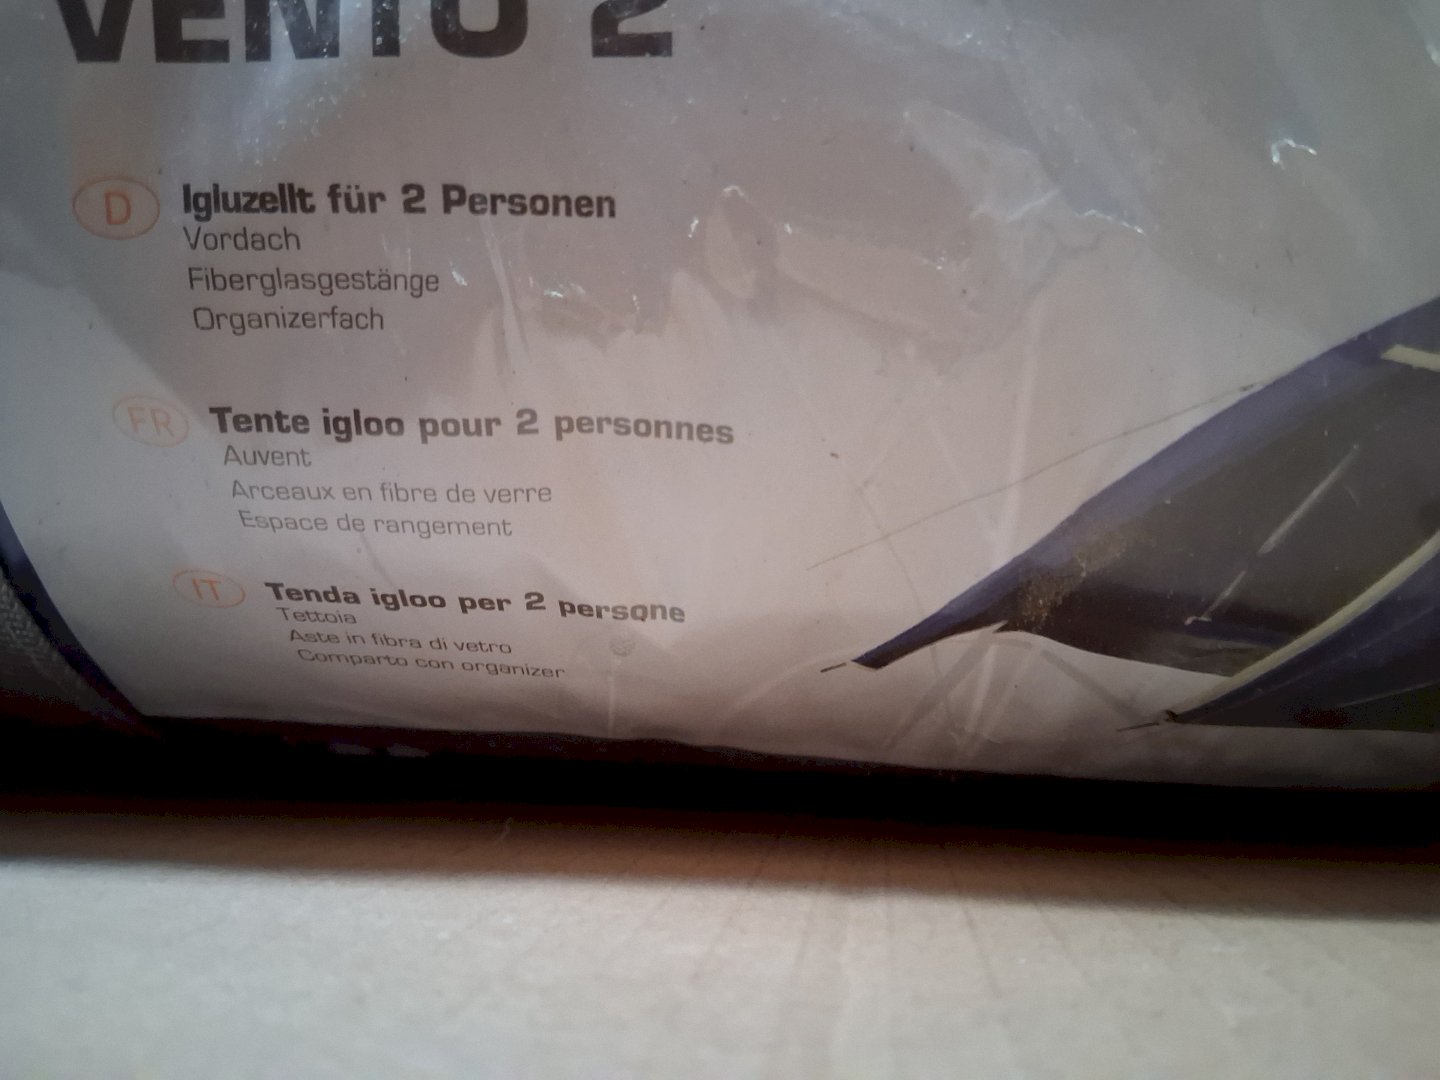 VENTO 2
D
Igluzellt für 2 Personen
Vordach
Fiberglasgestänge
Organizerfach
FR
Tente igloo pour 2 personnes
Auvent
Arceaux en fibre de verre
Espace de rangement
IT
Tenda igloo per 2 persone
Tettoia
Aste in fibra di vetro
Comparto con organizer